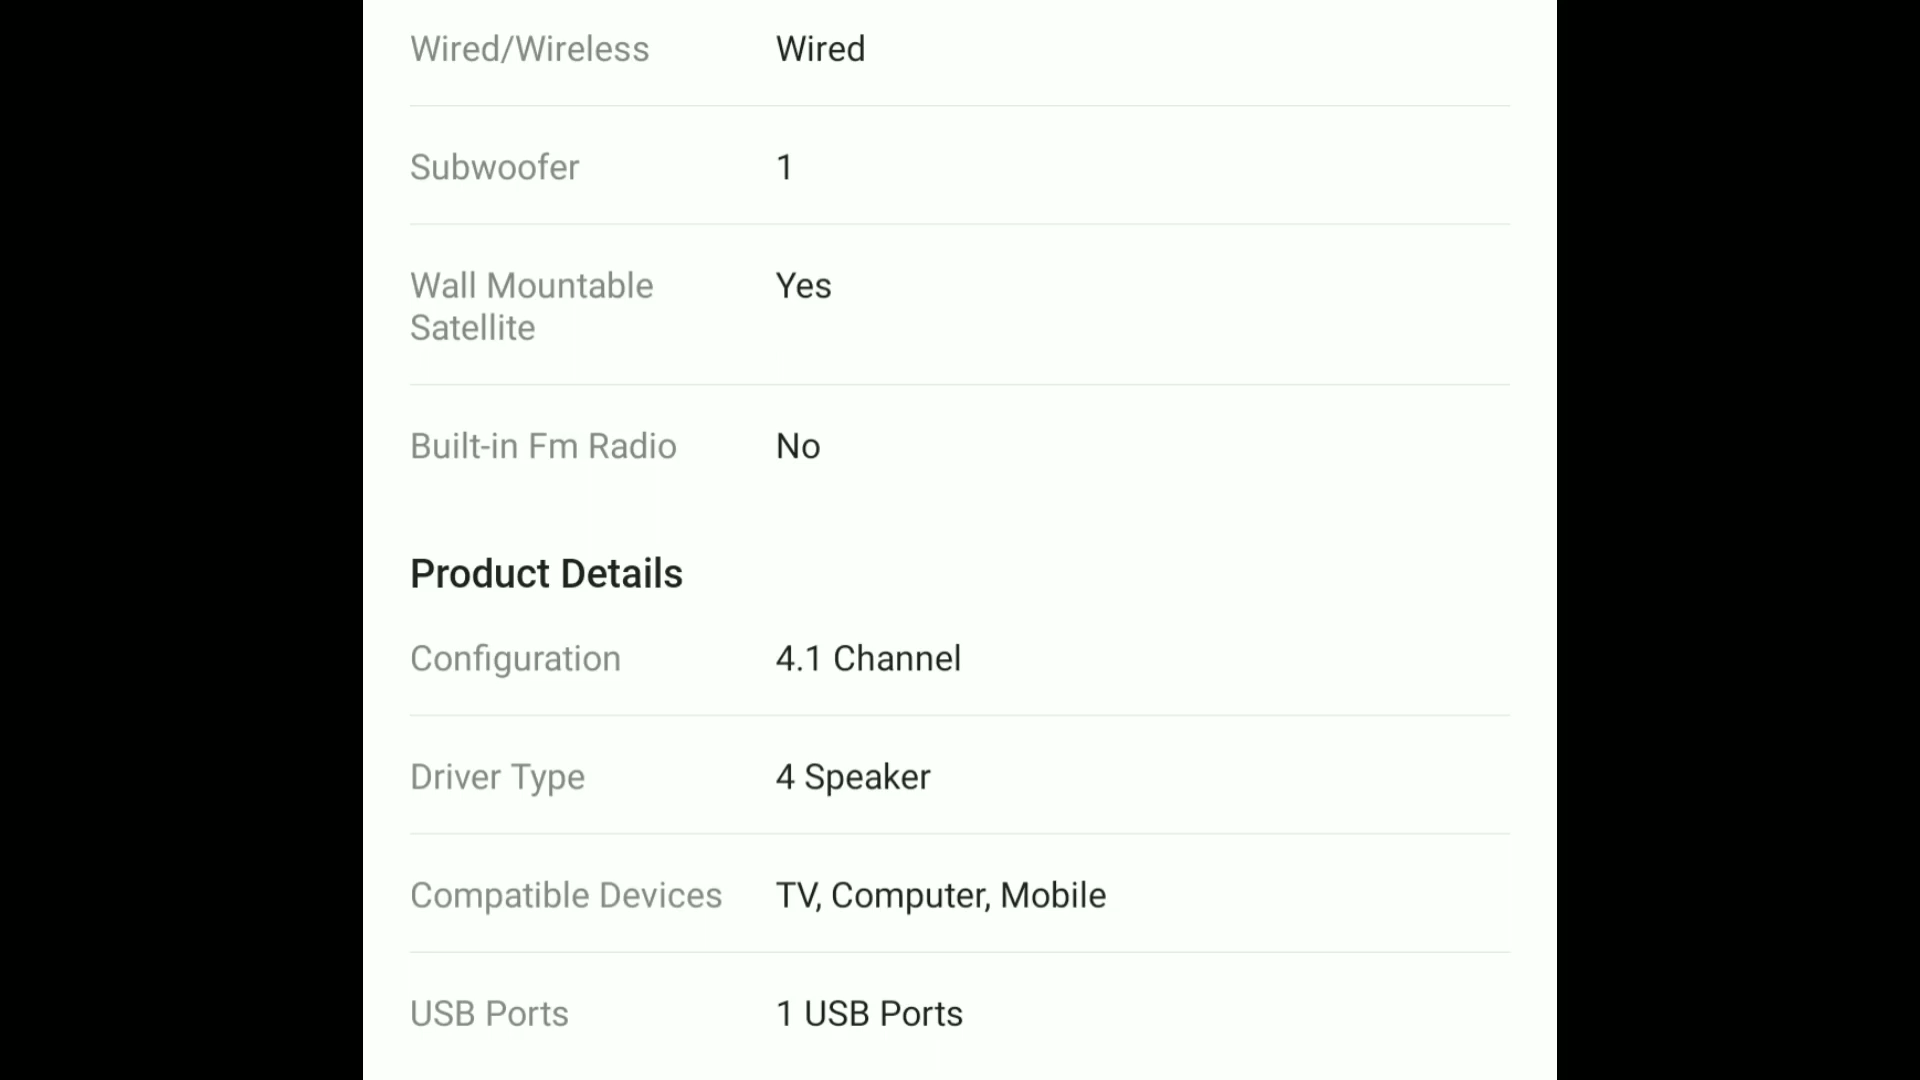 Wired/Wireless Wired
Subwoofer 1
Wall Mountable Yes
Satellite
Built-in Fm Radio No
Product Details
Configuration 4.1 Channel
Driver Type 4 Speaker
Compatible Devices TV, Computer, Mobile
USB Ports 1 USB Ports